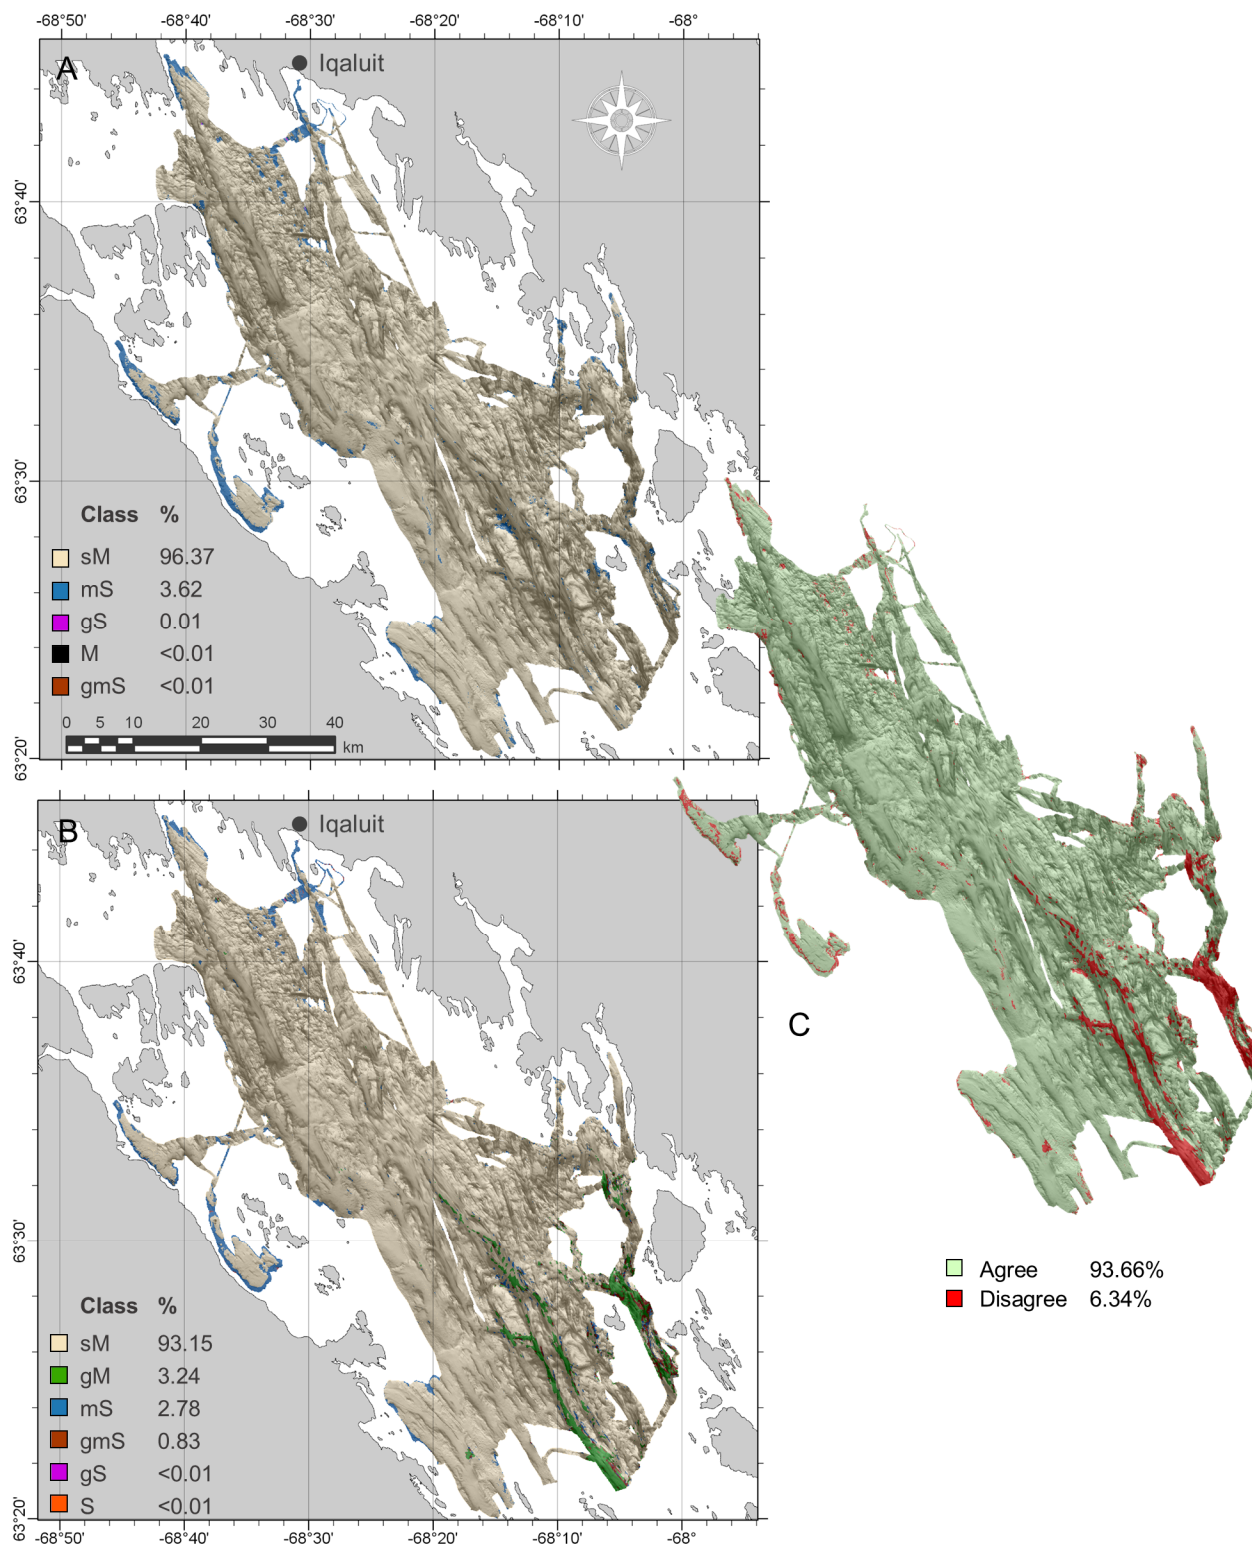 -68°50' -68°40' -68°30' -68°20' -68°10' -68°
A
Iqaluit
63°40'
63°30'
63°20'
Class %
sM 96.37
mS 3.62
gS 0.01
M <0.01
gmS <0.01
0 5 10 20 30 40
km
B
Iqaluit
63°40'
63°30'
63°20'
Class %
sM 93.15
gM 3.24
mS 2.78
gmS 0.83
gS <0.01
S <0.01
-68°50' -68°40' -68°30' -68°20' -68°10' -68°
C
Agree 93.66%
Disagree 6.34%